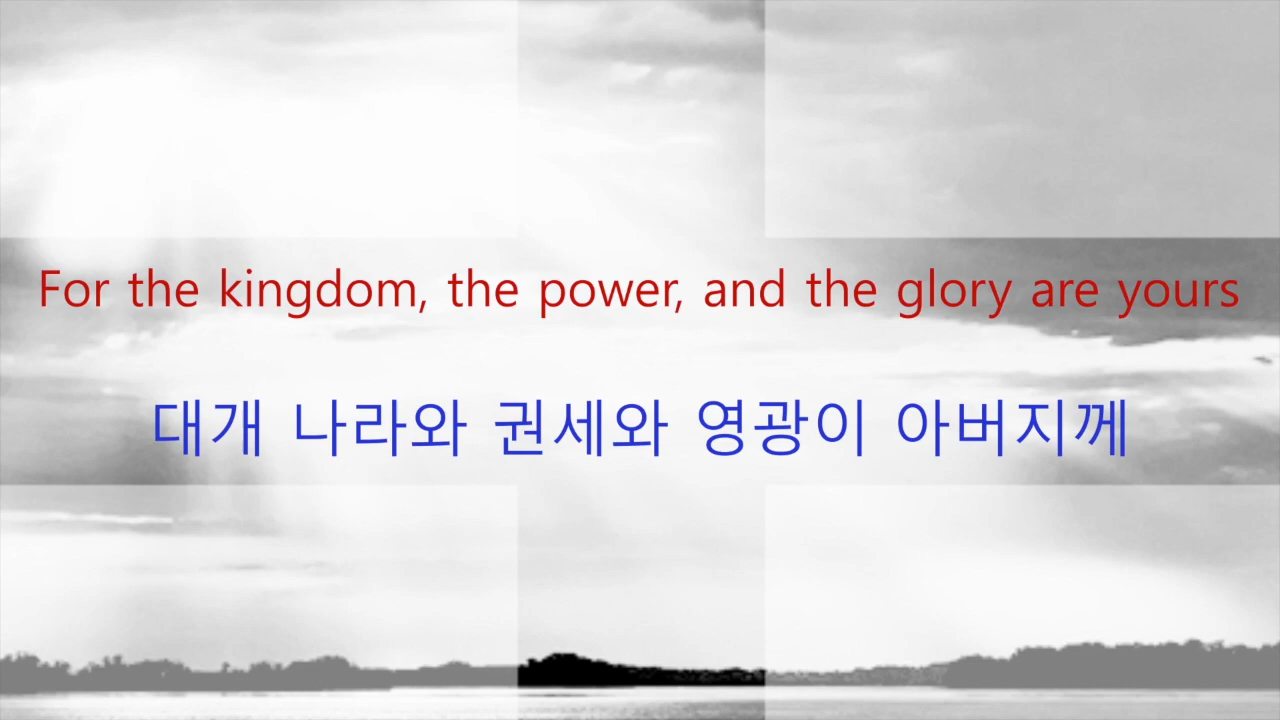 For the kingdom, the power, and the glory are yours
대개 나라와 권세와 영광이 아버지께